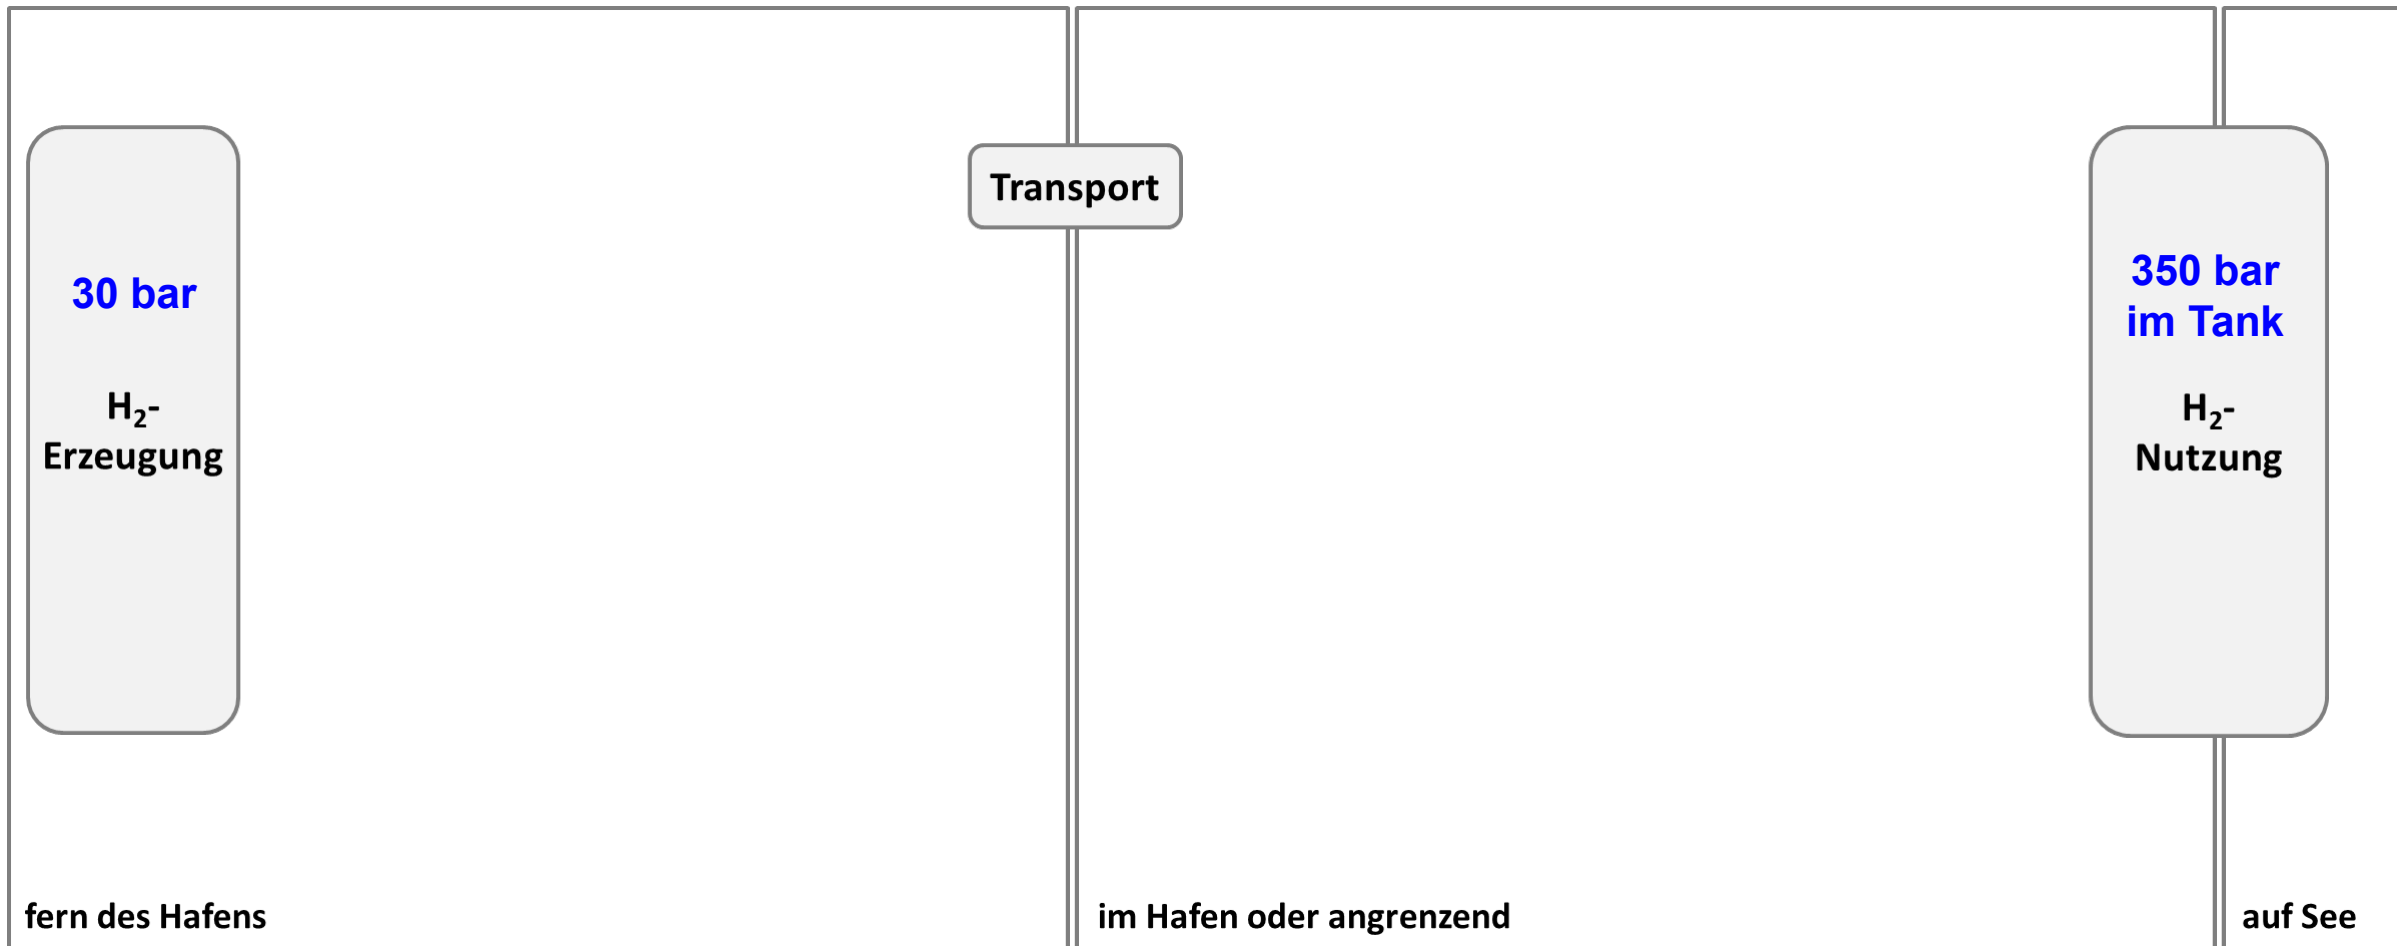 Transport
30 bar
H₂-
Erzeugung
350 bar
im Tank
H₂-
Nutzung
fern des Hafens
im Hafen oder angrenzend
auf See